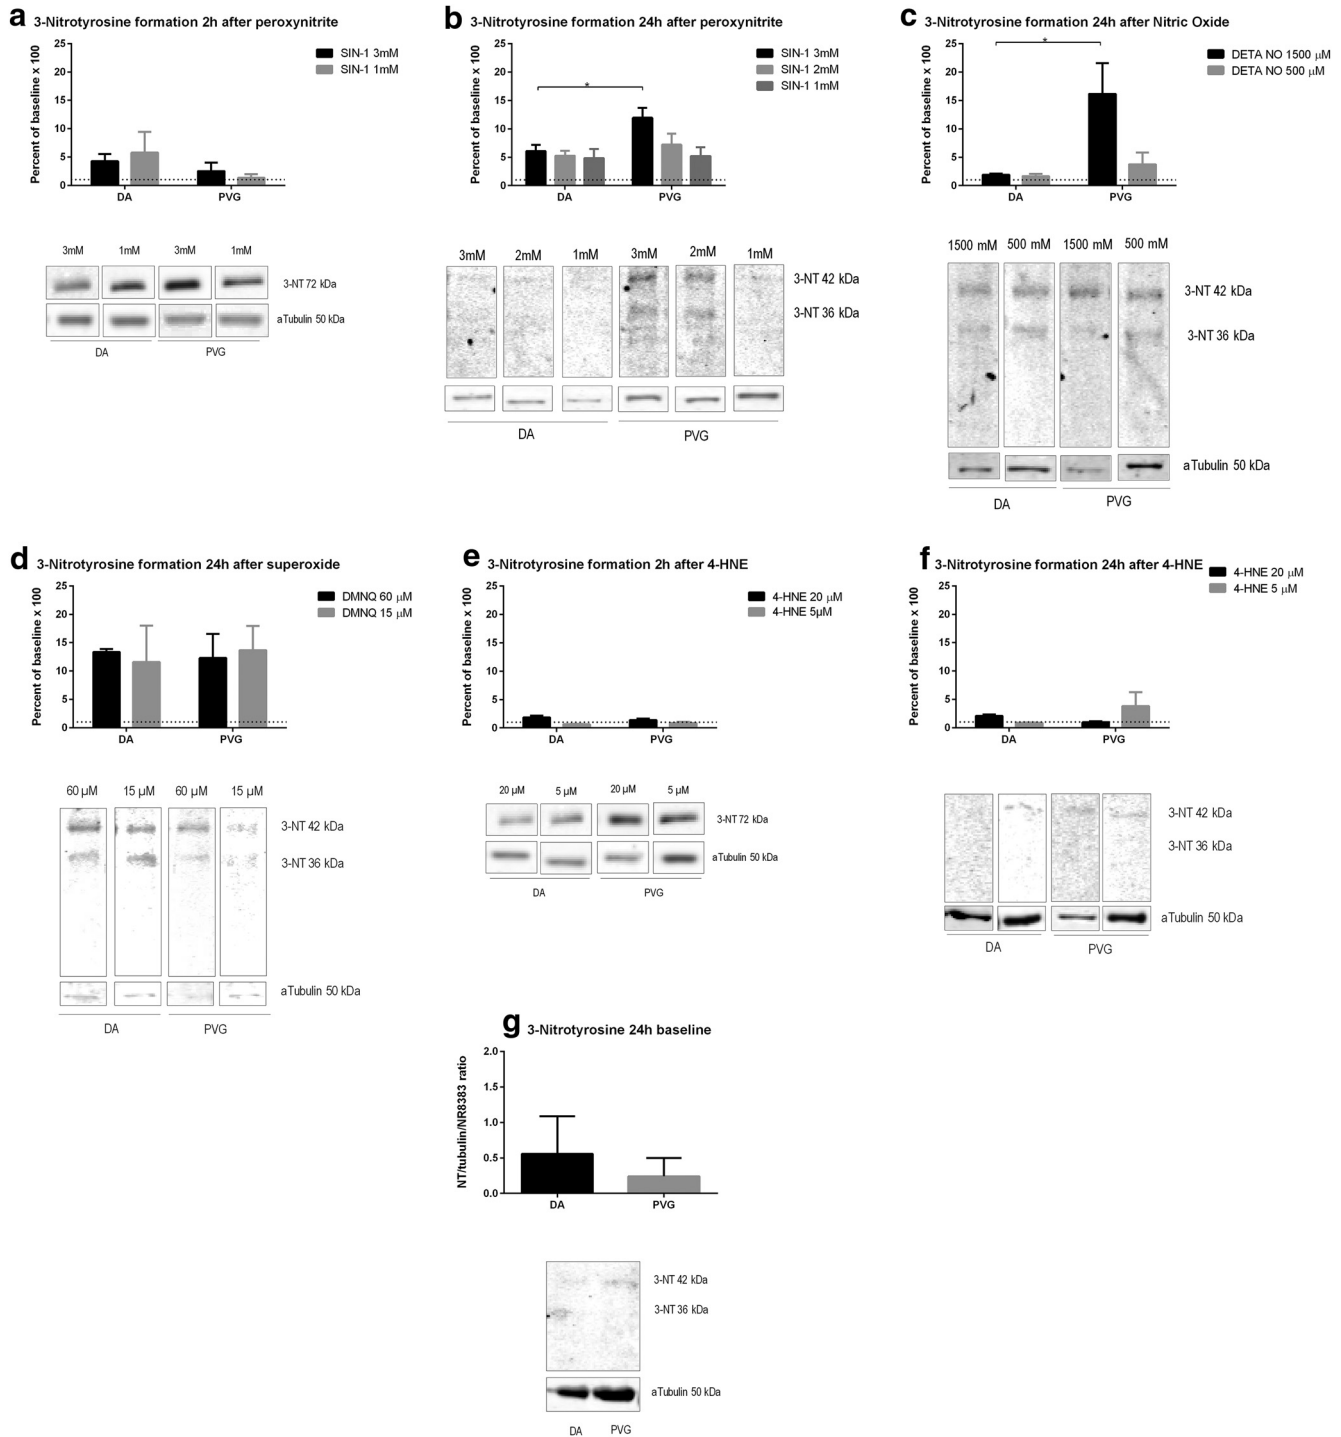 a 3-Nitrotyrosine formation 2h after peroxynitrite
Percent of baseline x 100
25
20
15
10
5
0
DA PVG
SIN-1 3mM
SIN-1 1mM
3mM 1mM 3mM 1mM
3-NT 72 kDa
aTubulin 50 kDa
DA PVG
b 3-Nitrotyrosine formation 24h after peroxynitrite
Percent of baseline x 100
25
20
15
10
5
0
*
DA PVG
SIN-1 3mM
SIN-1 2mM
SIN-1 1mM
3mM 2mM 1mM 3mM 2mM 1mM
3-NT 42 kDa
3-NT 36 kDa
DA PVG
c 3-Nitrotyrosine formation 24h after Nitric Oxide
Percent of baseline x 100
25
20
15
10
5
0
*
DA PVG
DETA NO 1500 μM
DETA NO 500 μM
1500 mM 500 mM 1500 mM 500 mM
3-NT 42 kDa
3-NT 36 kDa
aTubulin 50 kDa
DA PVG
d 3-Nitrotyrosine formation 24h after superoxide
Percent of baseline x 100
25
20
15
10
5
0
DA PVG
DMNQ 60 μM
DMNQ 15 μM
60 μM 15 μM 60 μM 15 μM
3-NT 42 kDa
3-NT 36 kDa
aTubulin 50 kDa
DA PVG
e 3-Nitrotyrosine formation 2h after 4-HNE
Percent of baseline x 100
25
20
15
10
5
0
DA PVG
4-HNE 20 μM
4-HNE 5μM
20 μM 5 μM 20 μM 5 μM
3-NT 72 kDa
aTubulin 50 kDa
DA PVG
f 3-Nitrotyrosine formation 24h after 4-HNE
Percent of baseline x 100
25
20
15
10
5
0
DA PVG
4-HNE 20 μM
4-HNE 5 μM
3-NT 42 kDa
3-NT 36 kDa
aTubulin 50 kDa
DA PVG
g 3-Nitrotyrosine 24h baseline
NT/tubulin/NR8383 ratio
2.0
1.5
1.0
0.5
0.0
DA PVG
3-NT 42 kDa
3-NT 36 kDa
aTubulin 50 kDa
DA PVG